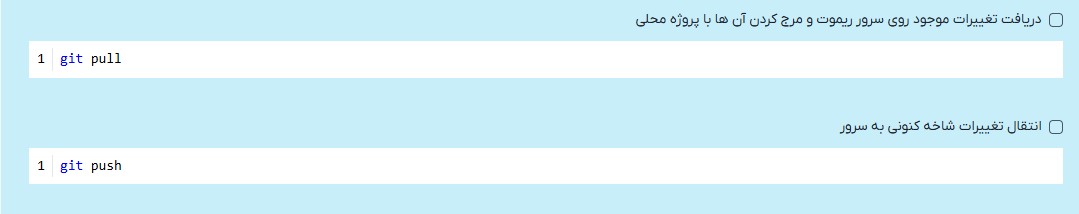 دریافت تغییرات موجود روی سرور ریموت و مرج کردن آن ها با پروژه محلی
1 git pull
انتقال تغییرات شاخه کنونی به سرور
1 git push